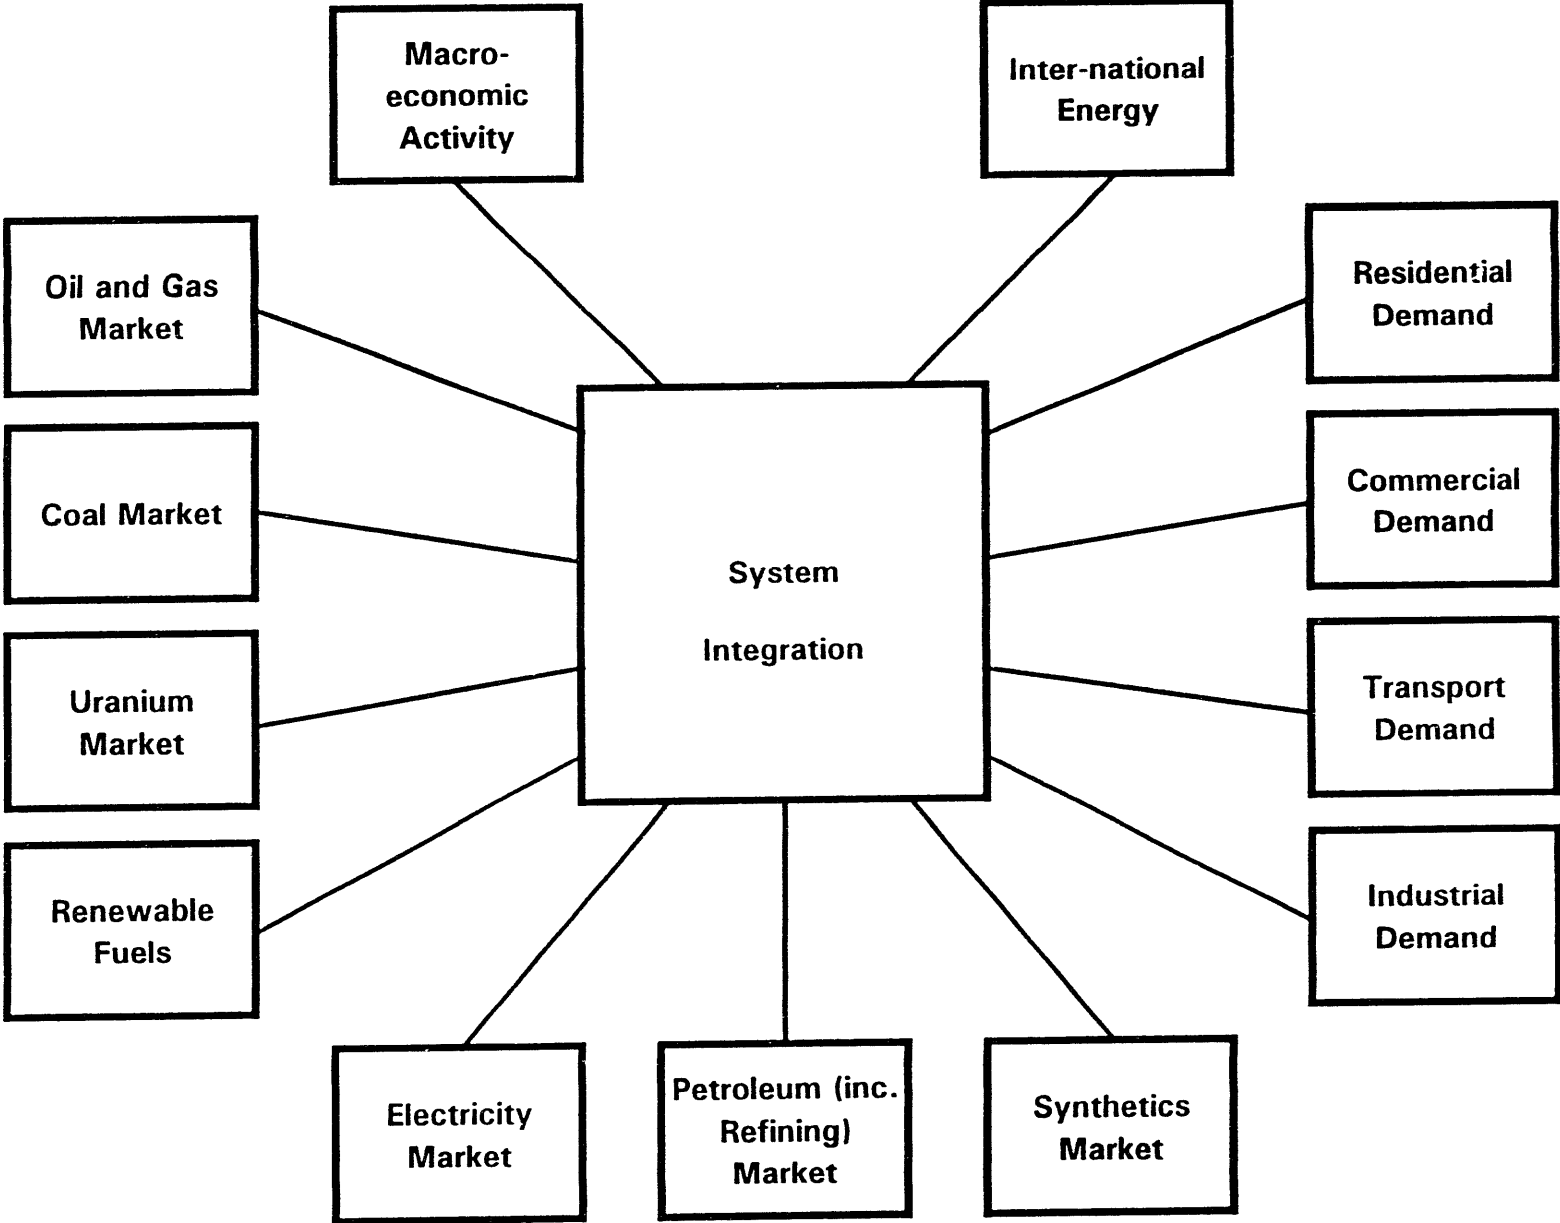 Macro-
economic
Activity
Inter-national
Energy
Oil and Gas
Market
Residential
Demand
Coal Market
Commercial
Demand
System
Integration
Uranium
Market
Transport
Demand
Renewable
Fuels
Industrial
Demand
Electricity
Market
Petroleum (inc.
Refining)
Market
Synthetics
Market